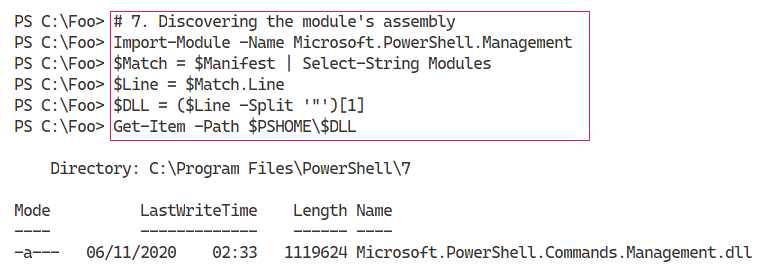 PS C:\Foo> # 7. Discovering the module's assembly
PS C:\Foo> Import-Module -Name Microsoft.PowerShell.Management
PS C:\Foo> $Match = $Manifest | Select-String Modules
PS C:\Foo> $Line = $Match.Line
PS C:\Foo> $DLL = ($Line -Split '"')[1]
PS C:\Foo> Get-Item -Path $PSHOME\$DLL
Directory: C:\Program Files\PowerShell\7
Mode LastWriteTime Length Name
---- ------------- ------ ----
-a--- 06/11/2020 02:33 1119624 Microsoft.PowerShell.Commands.Management.dll